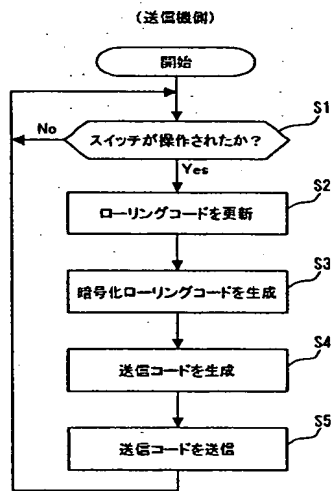 (送信機側)
開始
S1
スイッチが操作されたか？
No
Yes
S2
ローリングコードを更新
S3
暗号化ローリングコードを生成
S4
送信コードを生成
S5
送信コードを送信